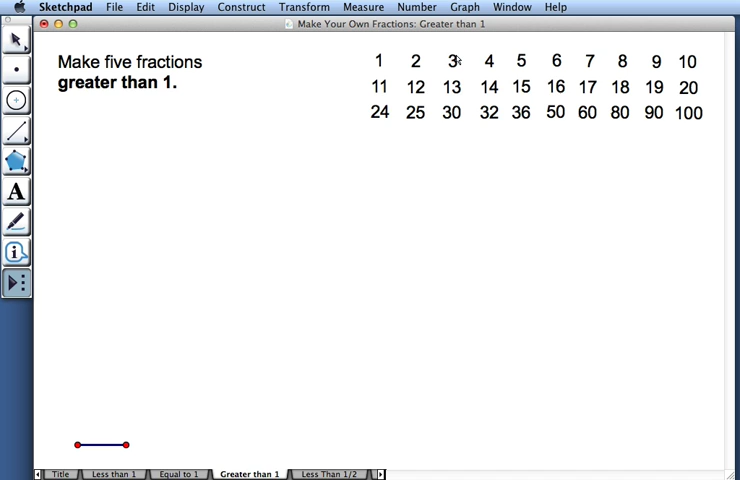 Sketchpad File Edit Display Construct Transform Measure Number Graph Window Help
Make Your Own Fractions: Greater than 1
Make five fractions
greater than 1.
1 2 3 4 5 6 7 8 9 10
11 12 13 14 15 16 17 18 19 20
24 25 30 32 36 50 60 80 90 100
A
i
Title Less than 1 Equal to 1 Greater than 1 Less Than 1/2